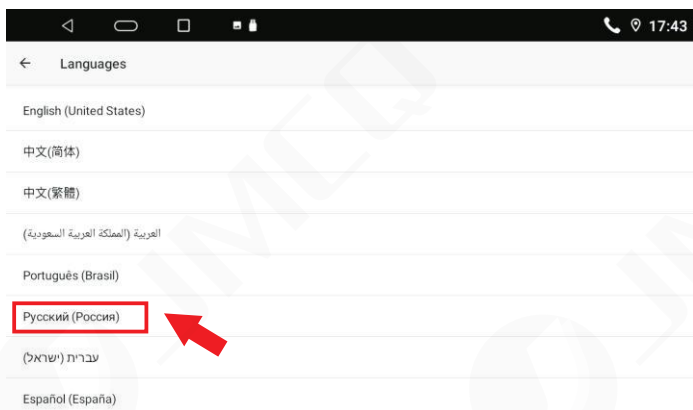 17:43
Languages
English (United States)
中文(简体)
中文(繁體)
العربية (المملكة العربية السعودية)
Português (Brasil)
Русский (Россия)
עברית (ישראל)
Español (España)
JMCQ